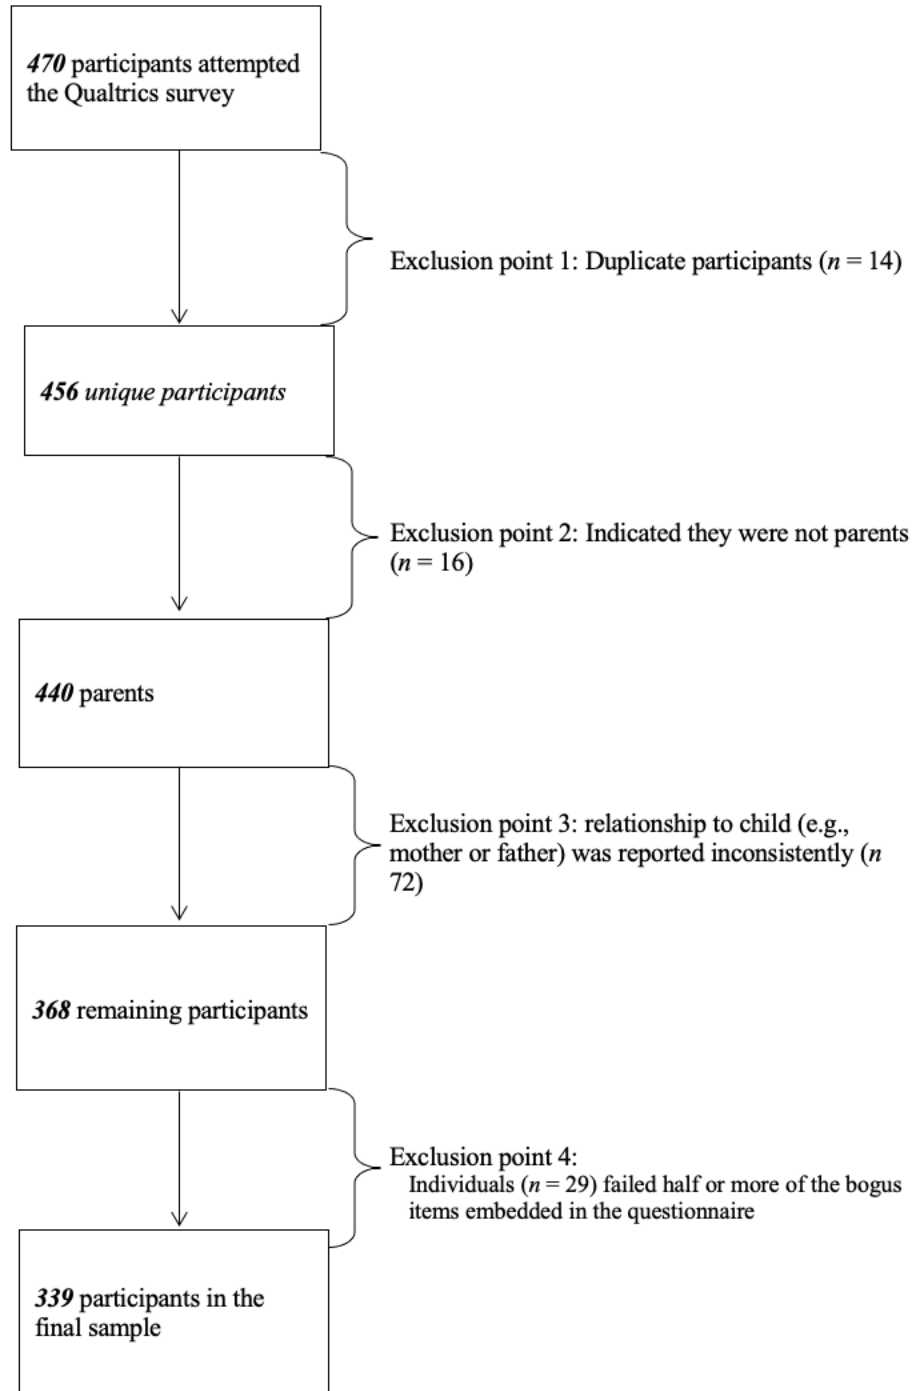 470 participants attempted
the Qualtrics survey
Exclusion point 1: Duplicate participants (n = 14)
456 unique participants
Exclusion point 2: Indicated they were not parents
(n = 16)
440 parents
Exclusion point 3: relationship to child (e.g.,
mother or father) was reported inconsistently (n
72)
368 remaining participants
Exclusion point 4:
Individuals (n = 29) failed half or more of the bogus
items embedded in the questionnaire
339 participants in the
final sample